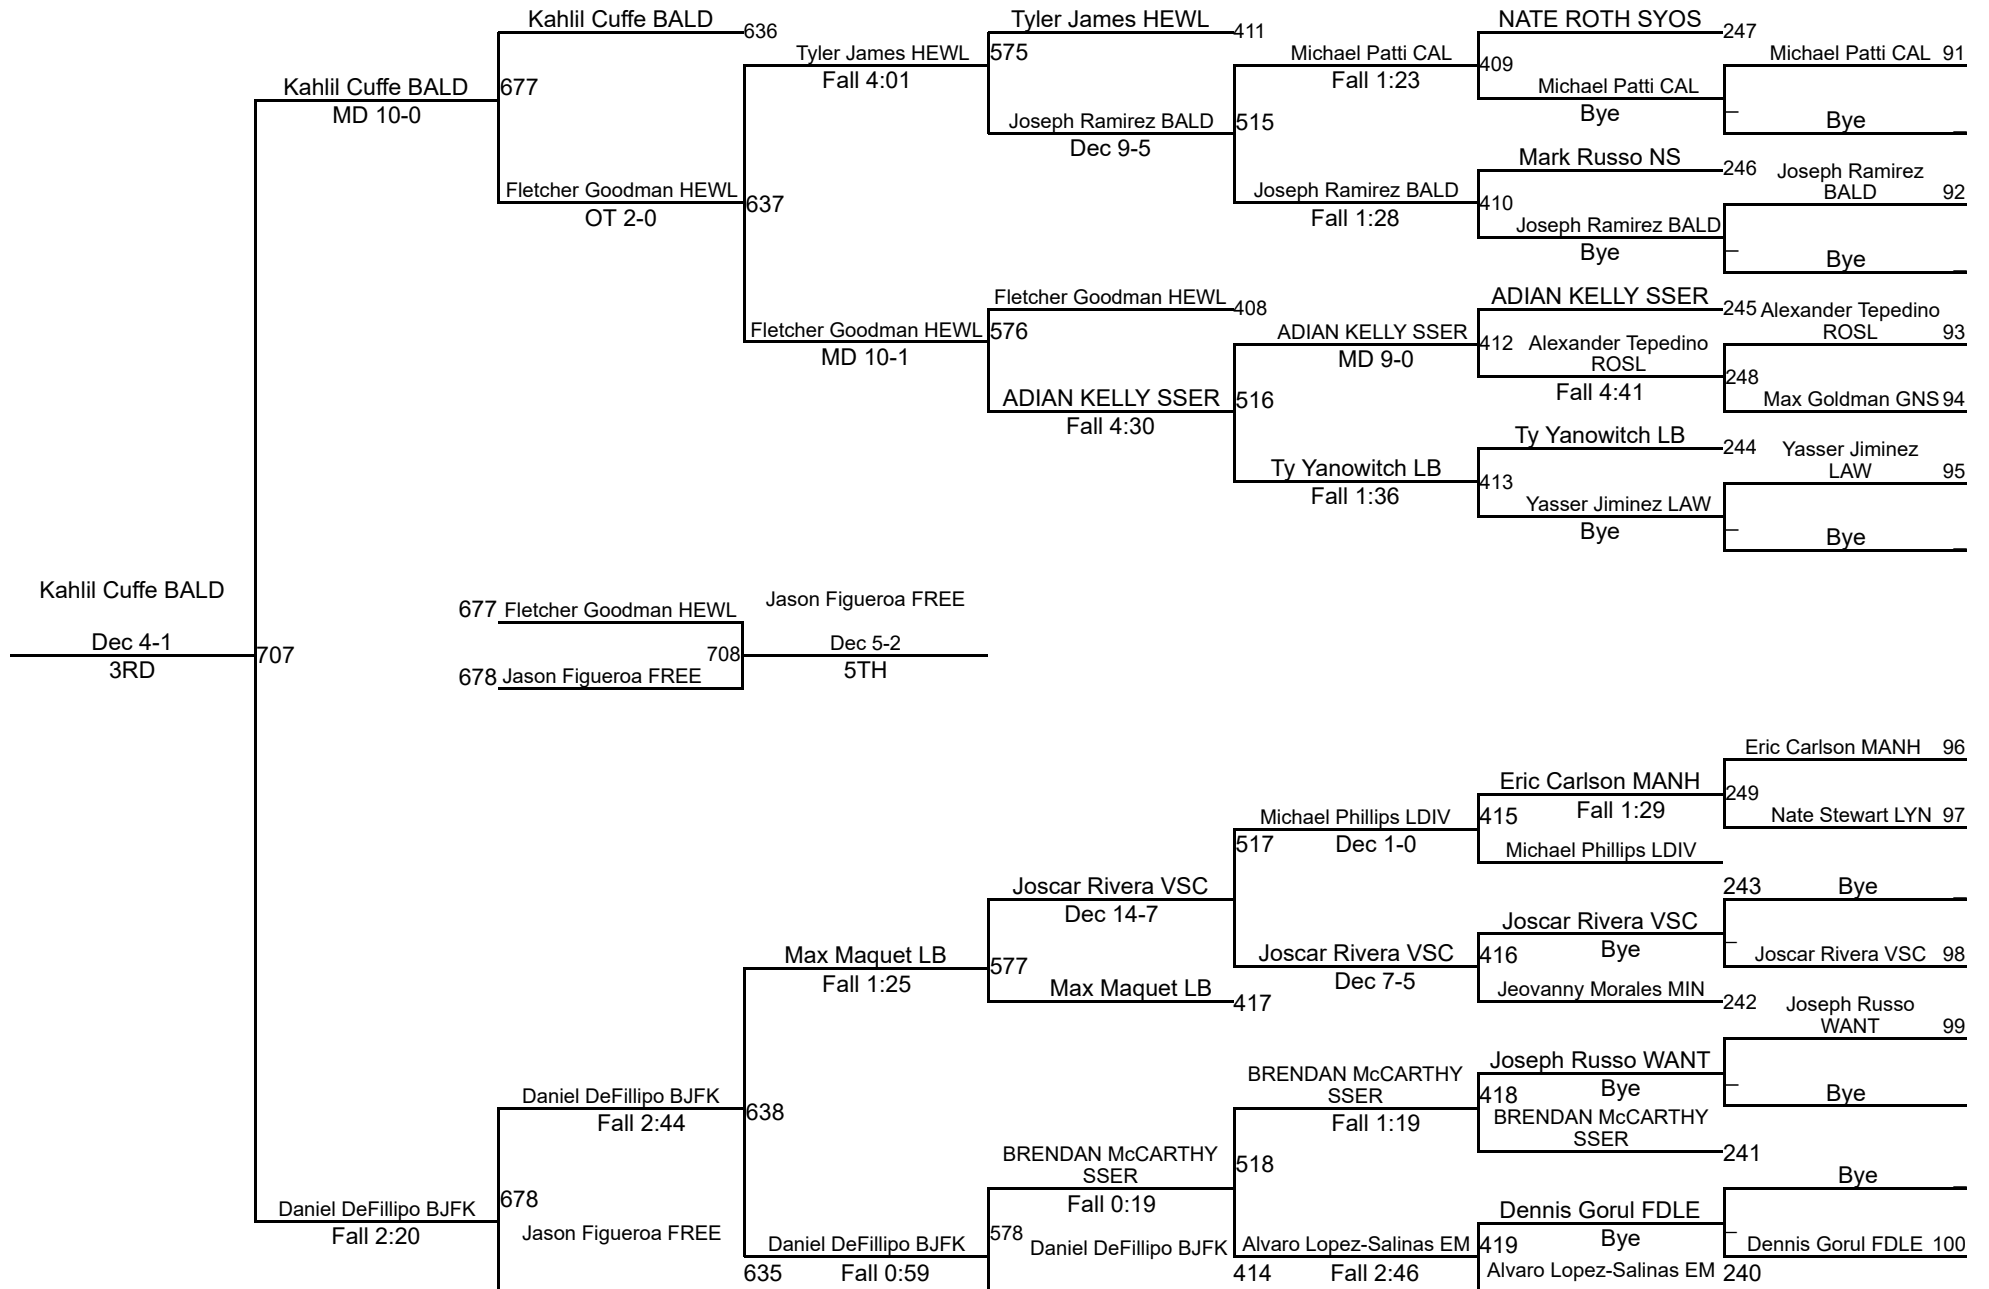 Kahlil Cuffe BALD
636
Tyler James HEWL
411
NATE ROTH SYOS
247
Tyler James HEWL
575
Michael Patti CAL
409
Michael Patti CAL 91
Kahlil Cuffe BALD
677
Fall 4:01
Fall 1:23
Michael Patti CAL
MD 10-0
Joseph Ramirez BALD
515
Bye
Bye
Dec 9-5
Mark Russo NS
246
Joseph Ramirez
BALD 92
Fletcher Goodman HEWL
637
Joseph Ramirez BALD
410
OT 2-0
Fall 1:28
Joseph Ramirez BALD
Bye
Bye
Fletcher Goodman HEWL
408
ADIAN KELLY SSER
245
Alexander Tepedino
ROSL 93
Fletcher Goodman HEWL
576
ADIAN KELLY SSER
412
Alexander Tepedino
ROSL
MD 10-1
MD 9-0
248
Fall 4:41
Max Goldman GNS 94
ADIAN KELLY SSER
516
Fall 4:30
Ty Yanowitch LB
244
Yasser Jiminez
LAW 95
Ty Yanowitch LB
413
Fall 1:36
Yasser Jiminez LAW
Bye
Bye
Kahlil Cuffe BALD
677 Fletcher Goodman HEWL
Jason Figueroa FREE
Dec 4-1
707
708
Dec 5-2
3RD
678 Jason Figueroa FREE
5TH
Eric Carlson MANH 96
Eric Carlson MANH
249
Fall 1:29
Nate Stewart LYN 97
Michael Phillips LDIV
415
517
Dec 1-0
Michael Phillips LDIV
243
Bye
Joscar Rivera VSC
Dec 14-7
Joscar Rivera VSC
Bye
Joscar Rivera VSC 98
Max Maquet LB
577
Joscar Rivera VSC
416
Fall 1:25
Max Maquet LB
417
Dec 7-5
Jeovanny Morales MIN
242
Joseph Russo
WANT 99
Joseph Russo WANT
Bye
Bye
Daniel DeFillipo BJFK
638
BRENDAN McCARTHY
SSER
418
Fall 2:44
Fall 1:19
BRENDAN McCARTHY
SSER
241
BRENDAN McCARTHY
SSER
518
Bye
Fall 0:19
Daniel DeFillipo BJFK
678
Fall 2:20
Jason Figueroa FREE
Dennis Gorul FDLE
Bye
Dennis Gorul FDLE 100
Daniel DeFillipo BJFK
578
Daniel DeFillipo BJFK
Alvaro Lopez-Salinas EM
419
635
Fall 0:59
414
Fall 2:46
Alvaro Lopez-Salinas EM
240